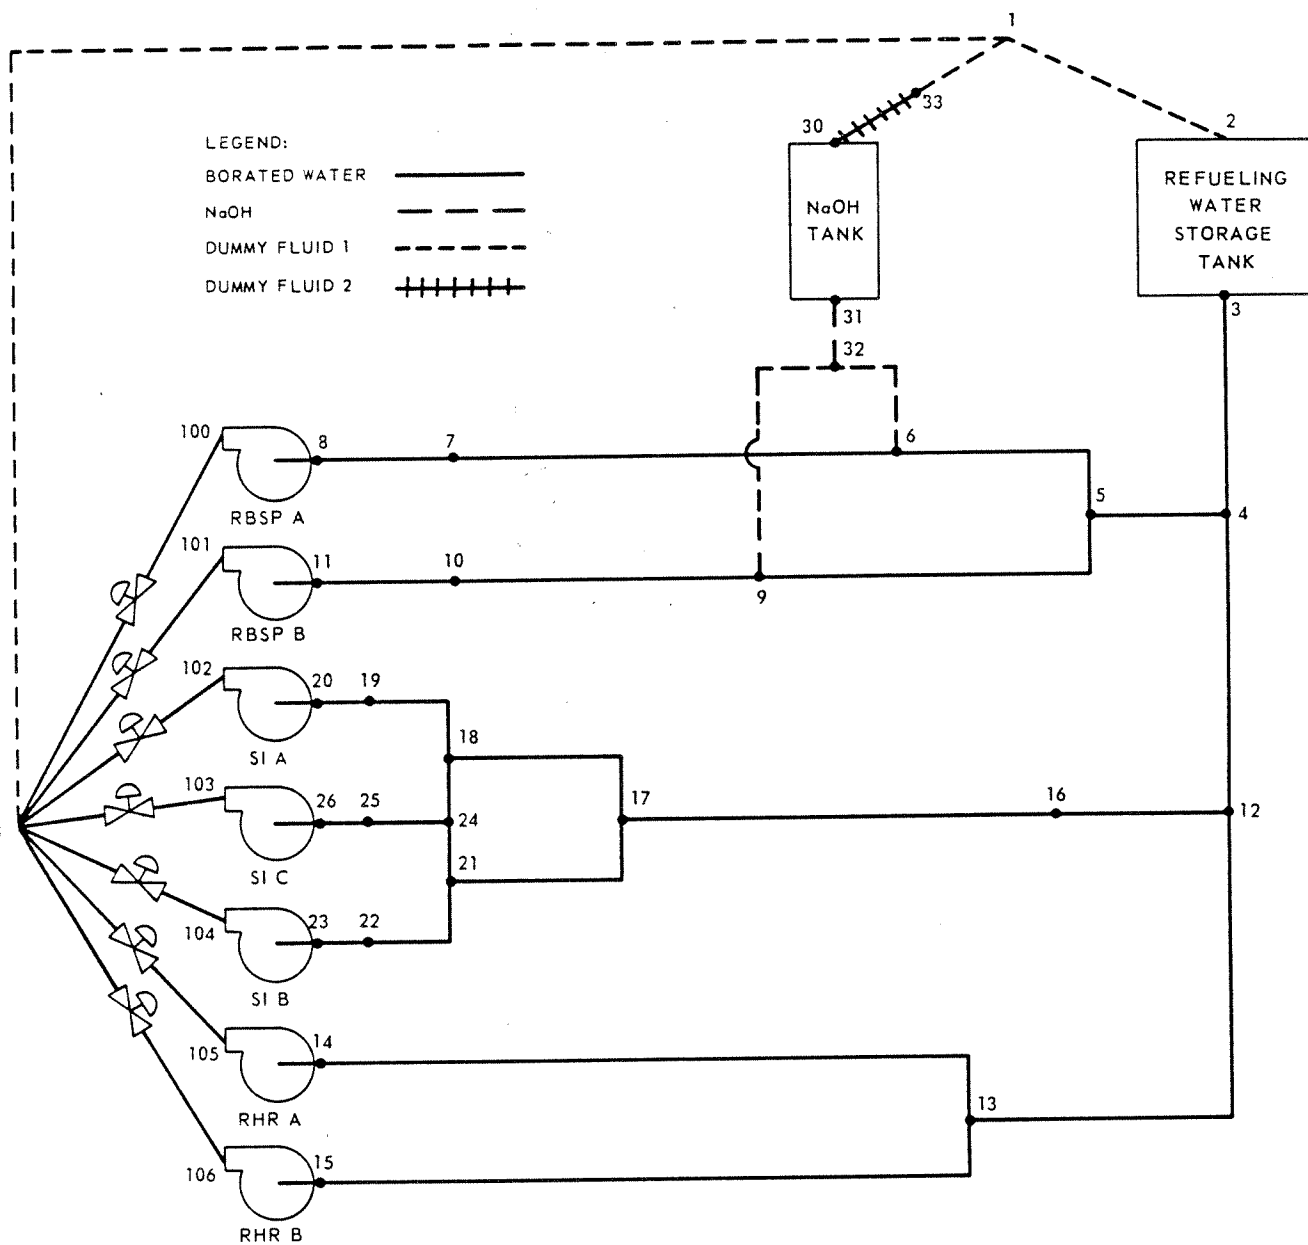 1
33
30
2
LEGEND:
BORATED WATER
NaOH
DUMMY FLUID 1
DUMMY FLUID 2
NaOH
TANK
REFUELING
WATER
STORAGE
TANK
31
3
32
100
8
7
6
RBSP A
5
4
101
11
10
9
RBSP B
102
20
19
SI A
18
103
26
25
24
17
16
12
SI C
21
104
23
22
SI B
105
14
RHR A
13
106
15
RHR B